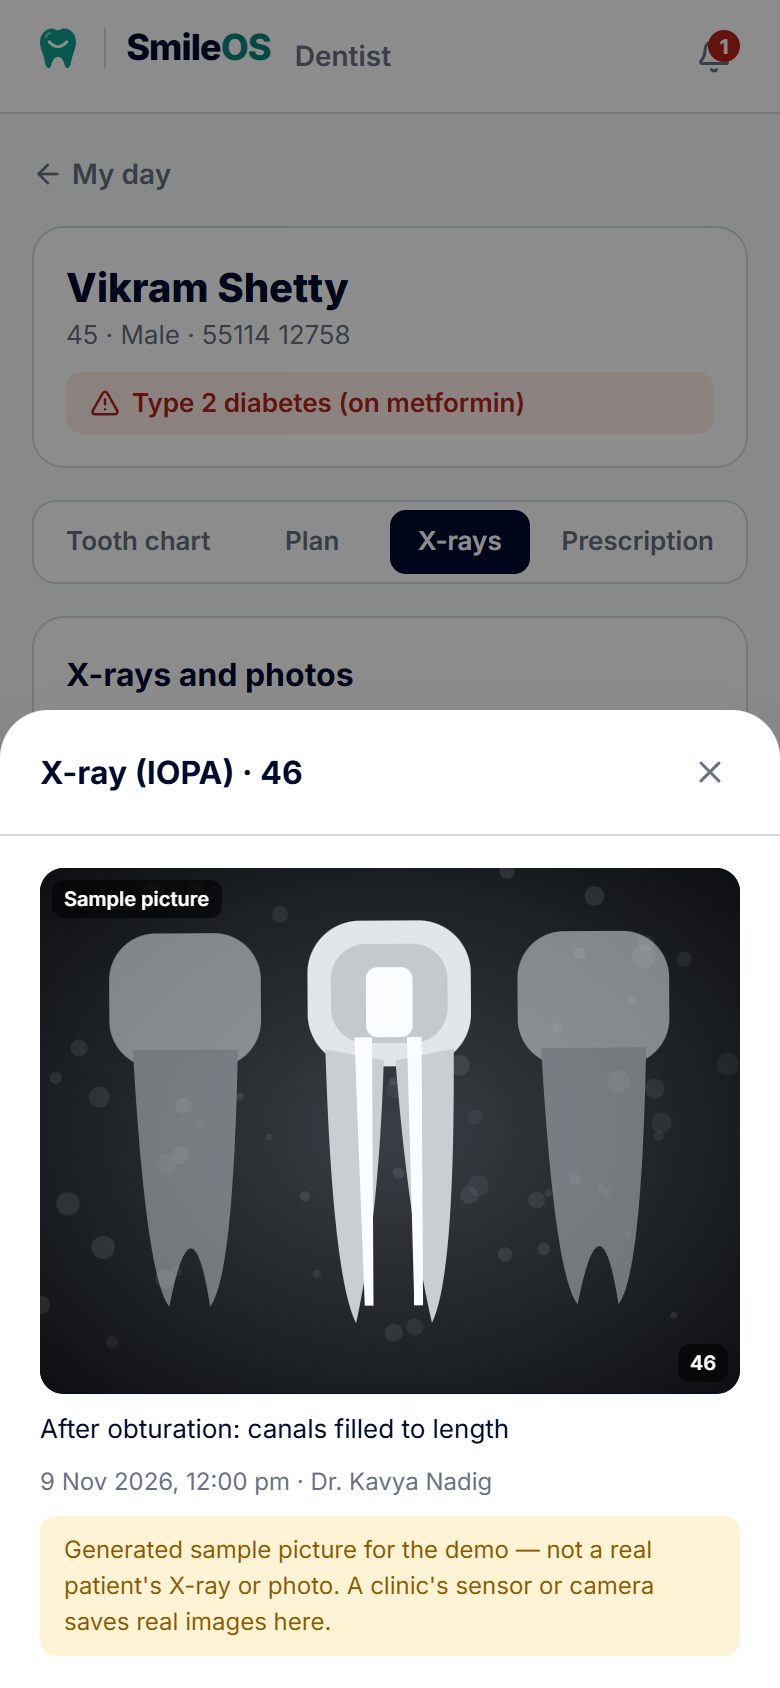 SmileOS Dentist 1
My day
Vikram Shetty
45 · Male · 55114 12758
Type 2 diabetes (on metformin)
Tooth chart Plan X-rays Prescription
X-rays and photos
X-ray (IOPA) · 46
Sample picture
46
After obturation: canals filled to length
9 Nov 2026, 12:00 pm · Dr. Kavya Nadig
Generated sample picture for the demo — not a real
patient's X-ray or photo. A clinic's sensor or camera
saves real images here.